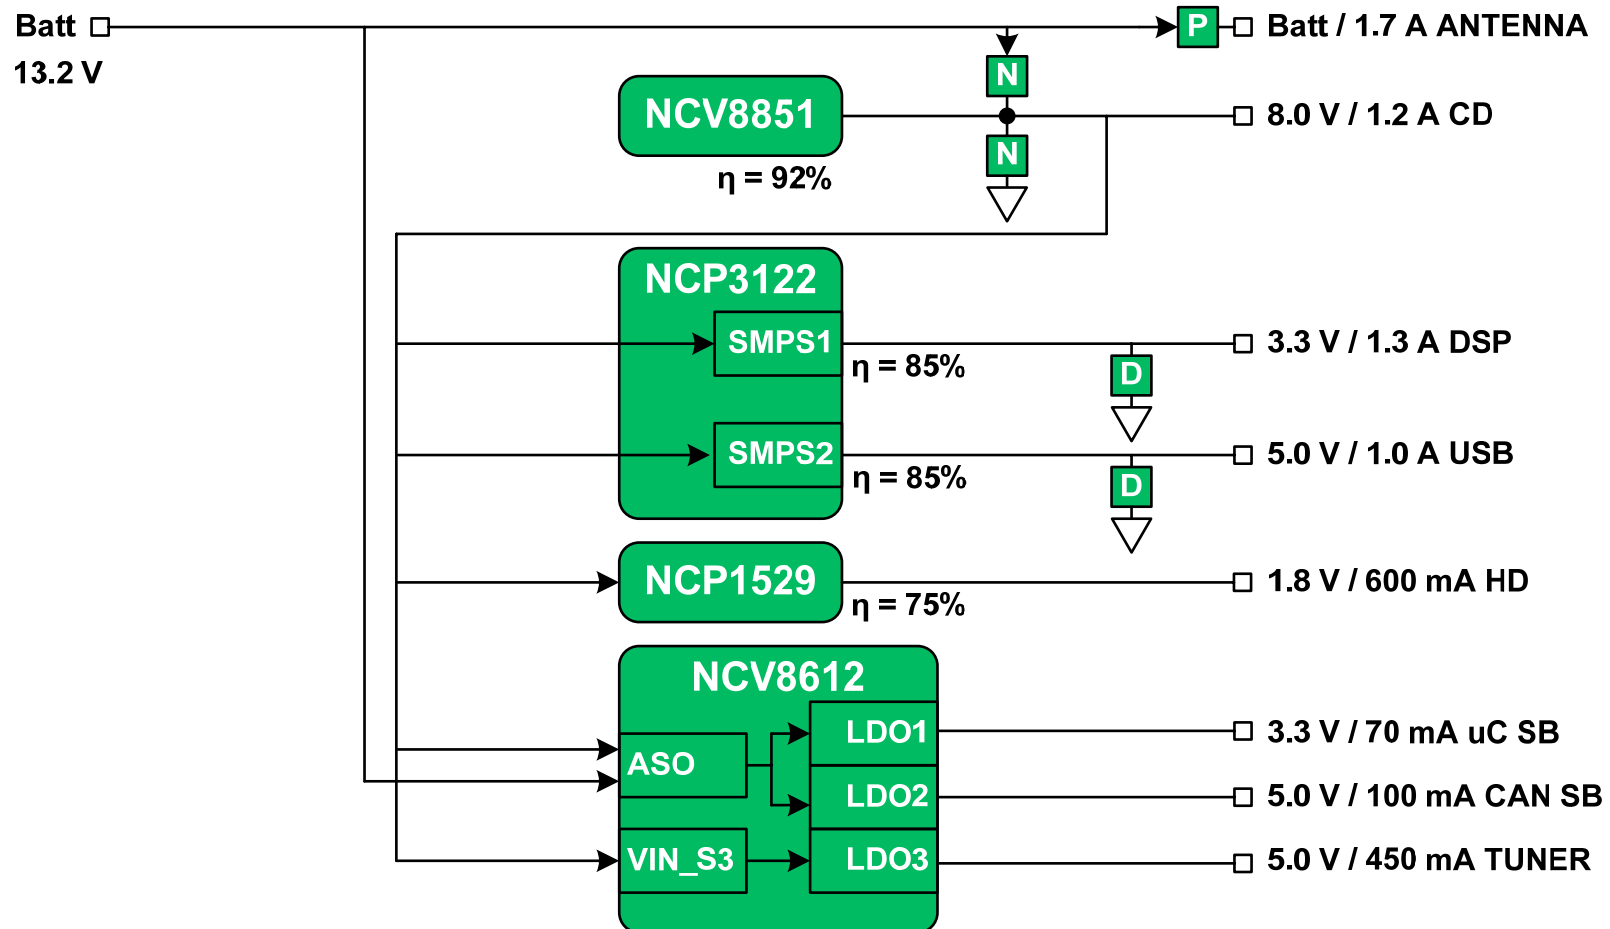 Batt
13.2 V
P
Batt / 1.7 A ANTENNA
N
NCV8851
8.0 V / 1.2 A CD
N
η = 92%
NCP3122
SMPS1
3.3 V / 1.3 A DSP
η = 85%
D
SMPS2
5.0 V / 1.0 A USB
η = 85%
D
NCP1529
1.8 V / 600 mA HD
η = 75%
NCV8612
LDO1
3.3 V / 70 mA uC SB
ASO
LDO2
5.0 V / 100 mA CAN SB
VIN_S3
LDO3
5.0 V / 450 mA TUNER